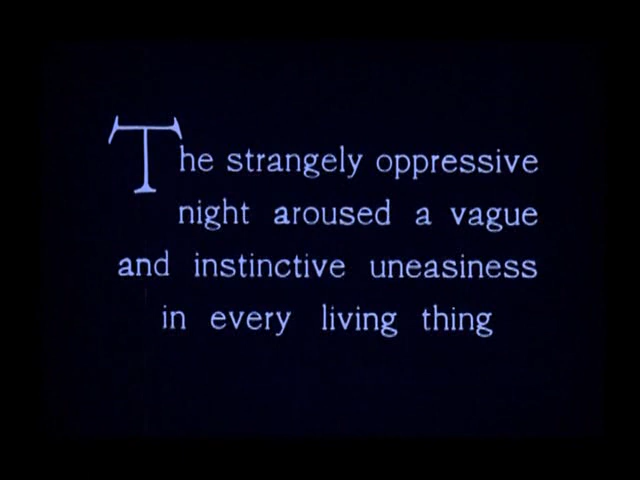 The strangely oppressive
night aroused a vague
and instinctive uneasiness
in every living thing